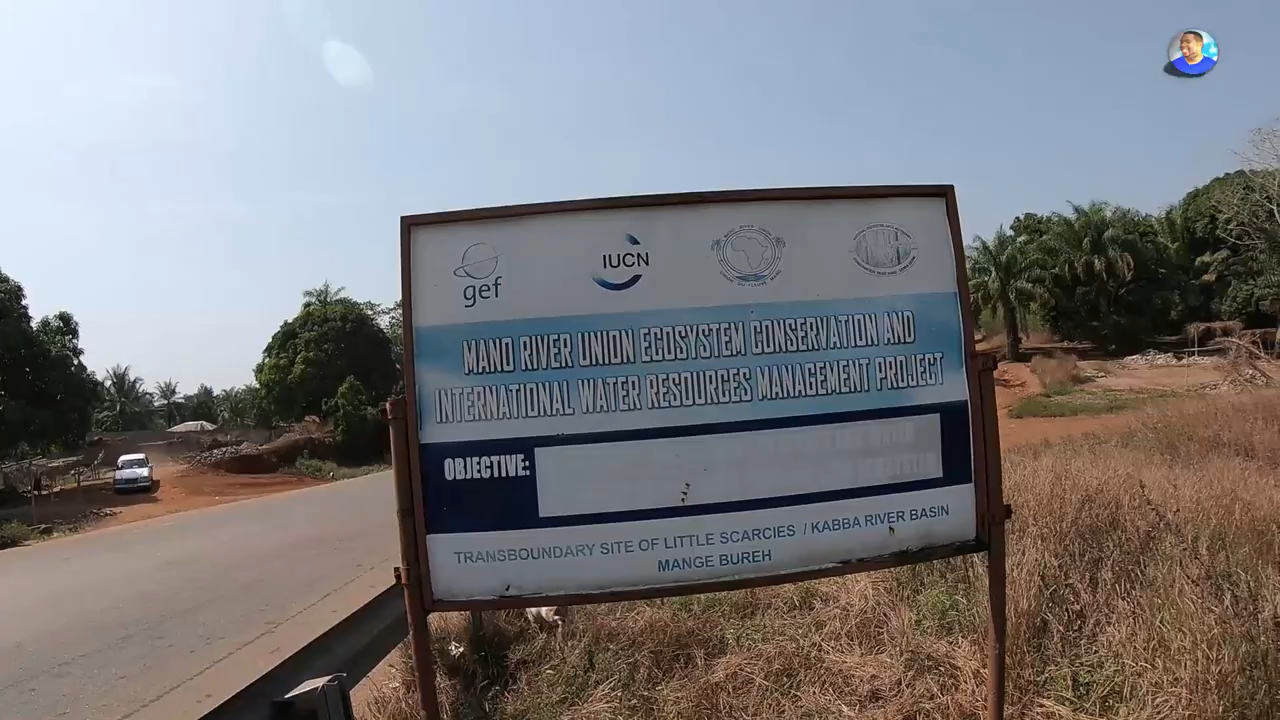 gef
IUCN
MANO RIVER UNION ECOSYSTEM CONSERVATION AND
INTERNATIONAL WATER RESOURCES MANAGEMENT PROJECT
OBJECTIVE:
TRANSBOUNDARY SITE OF LITTLE SCARCIES / KABBA RIVER BASIN
MANGE BUREH